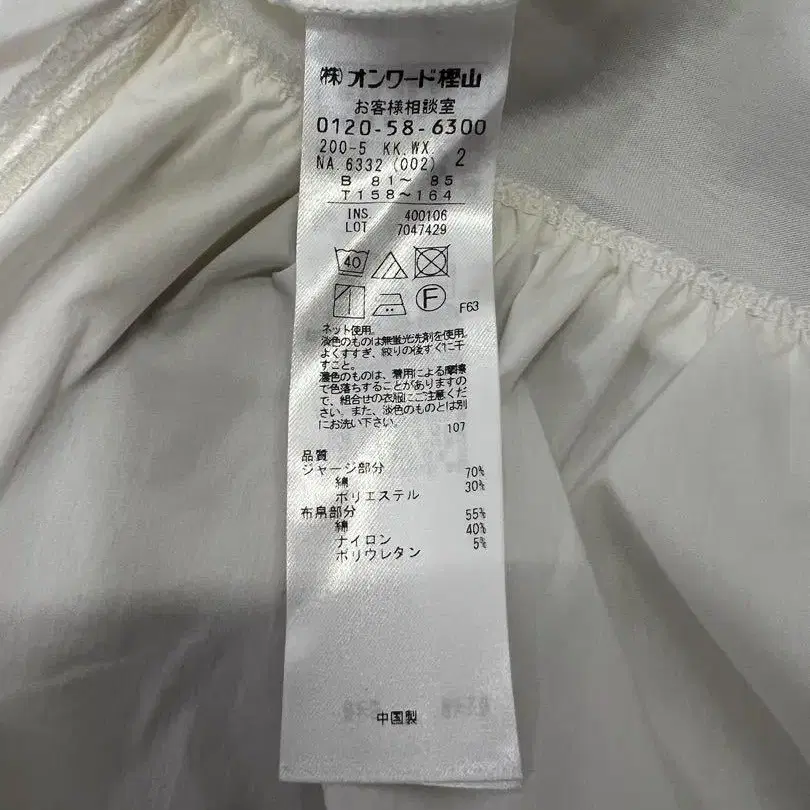 (株)オンワード樫山
お客様相談室
0120-58-6300
200-5 KK.WX
NA.6332 (002) 2
B 81~ 85
T158~164
INS 400106
LOT 7047429
40
F
F63
ネット使用。
淡色のものは無蛍光洗剤を使用。
よくすすぎ、絞りの後すぐに干
すこと。
濃色のものは、着用による摩擦
で色落ちすることがありますの
で、組合せの衣服にご注意くだ
さい。また、淡色のものとは別
にお洗い下さい。
107
品質
ジャージ部分
綿 70%
ポリエステル 30%
布帛部分
綿 55%
ナイロン 40%
ポリウレタン 5%
中国製